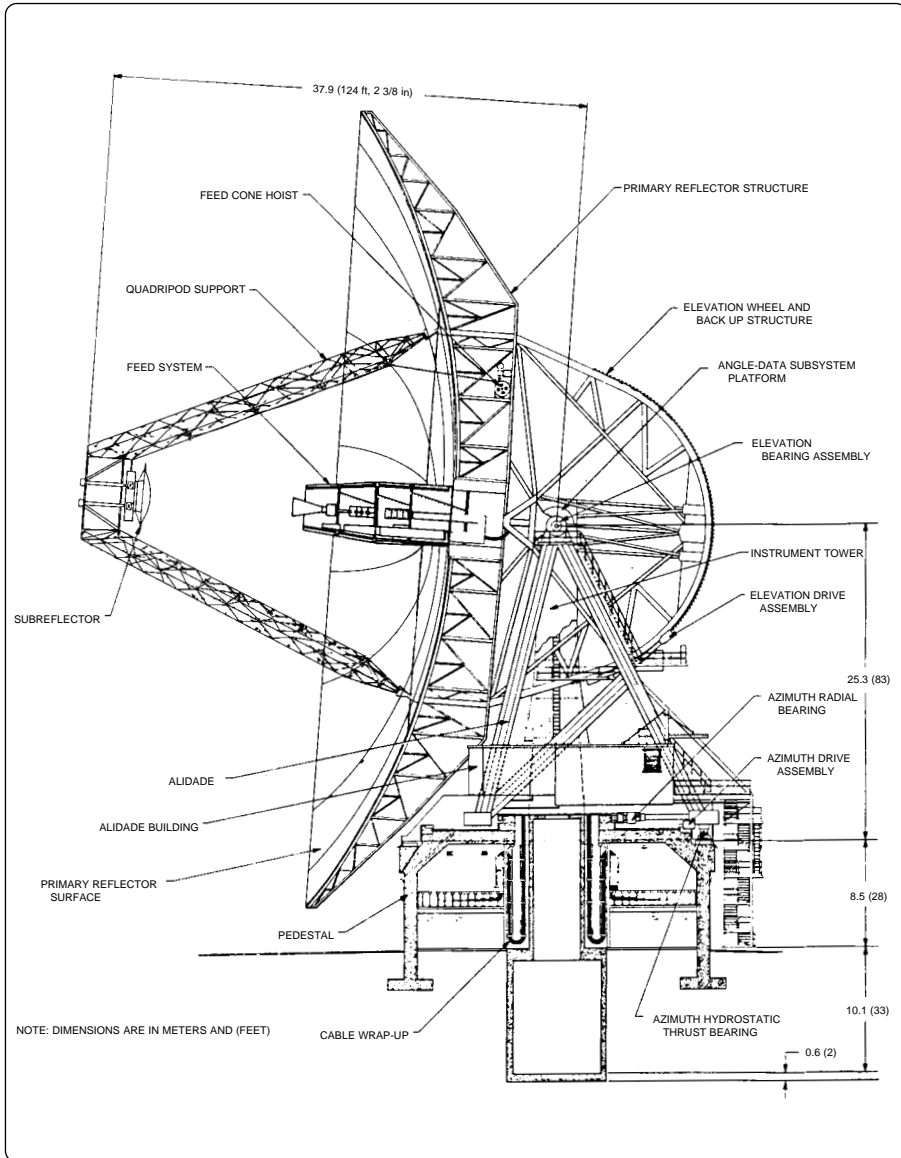 37.9 (124 ft, 2 3/8 in)
FEED CONE HOIST
PRIMARY REFLECTOR STRUCTURE
QUADRIPOD SUPPORT
ELEVATION WHEEL AND
BACK UP STRUCTURE
FEED SYSTEM
ANGLE-DATA SUBSYSTEM
PLATFORM
ELEVATION
BEARING ASSEMBLY
INSTRUMENT TOWER
SUBREFLECTOR
ELEVATION DRIVE
ASSEMBLY
25.3 (83)
AZIMUTH RADIAL
BEARING
ALIDADE
AZIMUTH DRIVE
ASSEMBLY
ALIDADE BUILDING
PRIMARY REFLECTOR
SURFACE
8.5 (28)
PEDESTAL
NOTE: DIMENSIONS ARE IN METERS AND (FEET)
CABLE WRAP-UP
AZIMUTH HYDROSTATIC
THRUST BEARING
10.1 (33)
0.6 (2)